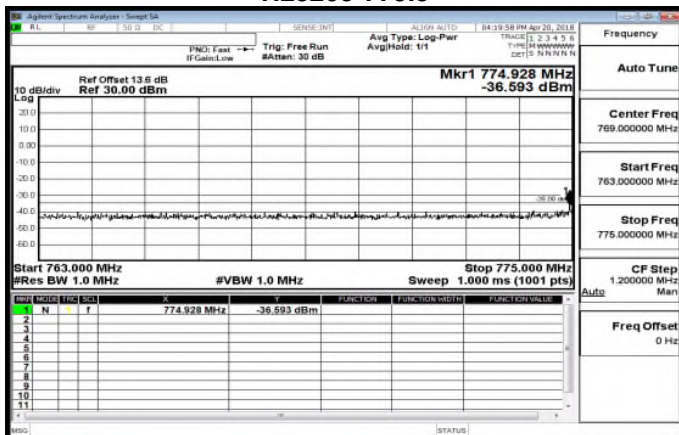 Agilent Spectrum Analyzer - Swept SA
RL RF 50 Ω DC SENSE:INT ALIGN AUTO 04:19:58 PM Apr 20, 2018
PNO: Fast Trig: Free Run Avg Type: Log-Pwr TRACE 1 2 3 4 5 6
IFGain:Low #Atten: 30 dB Avg|Hold: 1/1 TYPE M WWWWW
DET S NNNNN
Frequency
Auto Tune
Center Freq
769.000000 MHz
Start Freq
763.000000 MHz
Stop Freq
775.000000 MHz
CF Step
1.200000 MHz
Auto Man
Freq Offset
0 Hz
Mkr1 774.928 MHz
-36.593 dBm
Ref Offset 13.6 dB
10 dB/div Ref 30.00 dBm
Log
20.0
10.0
0.00
-10.0
-20.0
-30.0
-40.0
-50.0
-60.0
Start 763.000 MHz Stop 775.000 MHz
#Res BW 1.0 MHz #VBW 1.0 MHz Sweep 1.000 ms (1001 pts)
MKR MODE TRC SCL X Y FUNCTION FUNCTION WIDTH FUNCTION VALUE
1 N 1 f 774.928 MHz -36.593 dBm
2
3
4
5
6
7
8
9
10
11
MSG STATUS